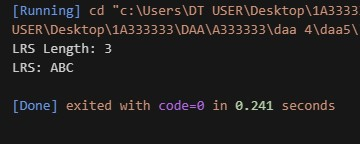 [Running] cd "c:\Users\DT USER\Desktop\1A3333
USER\Desktop\1A333333\DAA\A333333\daa 4\daa5\
LRS Length: 3
LRS: ABC
[Done] exited with code=0 in 0.241 seconds